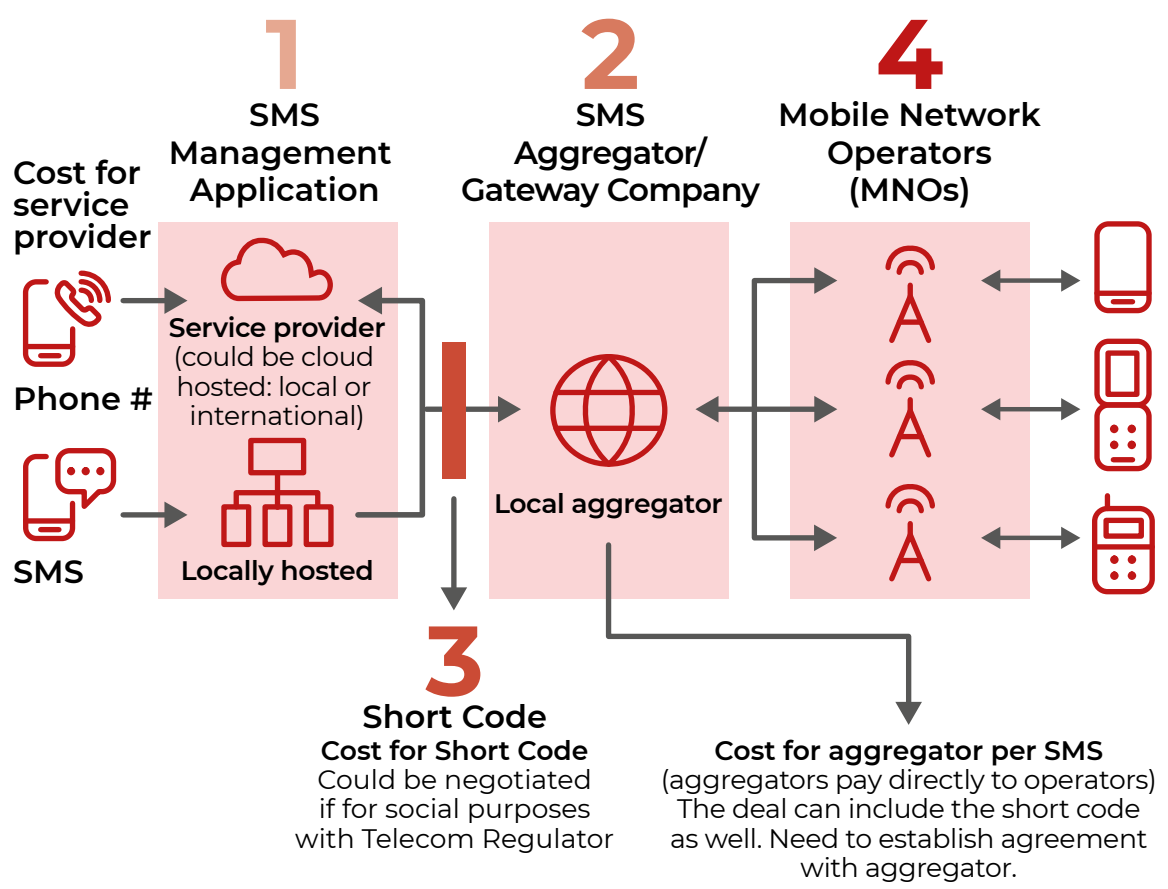 1
SMS
Management
Application
2
SMS
Aggregator/
Gateway Company
4
Mobile Network
Operators
(MNOs)
Cost for
service
provider
Phone #
SMS
Service provider
(could be cloud
hosted: local or
international)
Locally hosted
Local aggregator
3
Short Code
Cost for Short Code
Could be negotiated
if for social purposes
with Telecom Regulator
Cost for aggregator per SMS
(aggregators pay directly to operators)
The deal can include the short code
as well. Need to establish agreement
with aggregator.